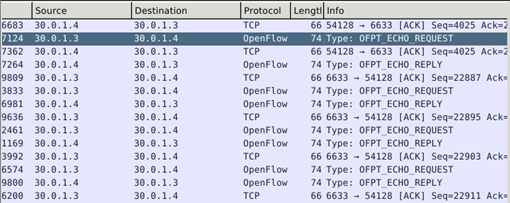 Source Destination Protocol Lengtl Info
6683 30.0.1.4 30.0.1.3 TCP 66 54128 → 6633 [ACK] Seq=4025 Ack=2
7124 30.0.1.3 30.0.1.4 OpenFlow 74 Type: OFPT_ECHO_REQUEST
7362 30.0.1.4 30.0.1.3 TCP 66 54128 → 6633 [ACK] Seq=4025 Ack=2
7264 30.0.1.4 30.0.1.3 OpenFlow 74 Type: OFPT_ECHO_REPLY
9809 30.0.1.3 30.0.1.4 TCP 66 6633 → 54128 [ACK] Seq=22887 Ack=
3833 30.0.1.4 30.0.1.3 OpenFlow 74 Type: OFPT_ECHO_REQUEST
6981 30.0.1.3 30.0.1.4 OpenFlow 74 Type: OFPT_ECHO_REPLY
9636 30.0.1.3 30.0.1.4 TCP 66 6633 → 54128 [ACK] Seq=22895 Ack=
2461 30.0.1.4 30.0.1.3 OpenFlow 74 Type: OFPT_ECHO_REQUEST
1169 30.0.1.3 30.0.1.4 OpenFlow 74 Type: OFPT_ECHO_REPLY
3992 30.0.1.3 30.0.1.4 TCP 66 6633 → 54128 [ACK] Seq=22903 Ack=
6574 30.0.1.4 30.0.1.3 OpenFlow 74 Type: OFPT_ECHO_REQUEST
9800 30.0.1.3 30.0.1.4 OpenFlow 74 Type: OFPT_ECHO_REPLY
6200 30.0.1.3 30.0.1.4 TCP 66 6633 → 54128 [ACK] Seq=22911 Ack=